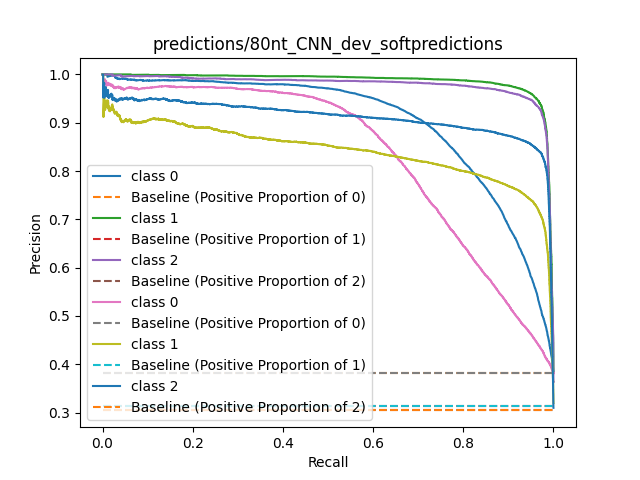 predictions/80nt_CNN_dev_softpredictions
1.0
0.9
0.8
0.7
0.6
0.5
0.4
0.3
Precision
class 0
Baseline (Positive Proportion of 0)
class 1
Baseline (Positive Proportion of 1)
class 2
Baseline (Positive Proportion of 2)
class 0
Baseline (Positive Proportion of 0)
class 1
Baseline (Positive Proportion of 1)
class 2
Baseline (Positive Proportion of 2)
0.0 0.2 0.4 0.6 0.8 1.0
Recall